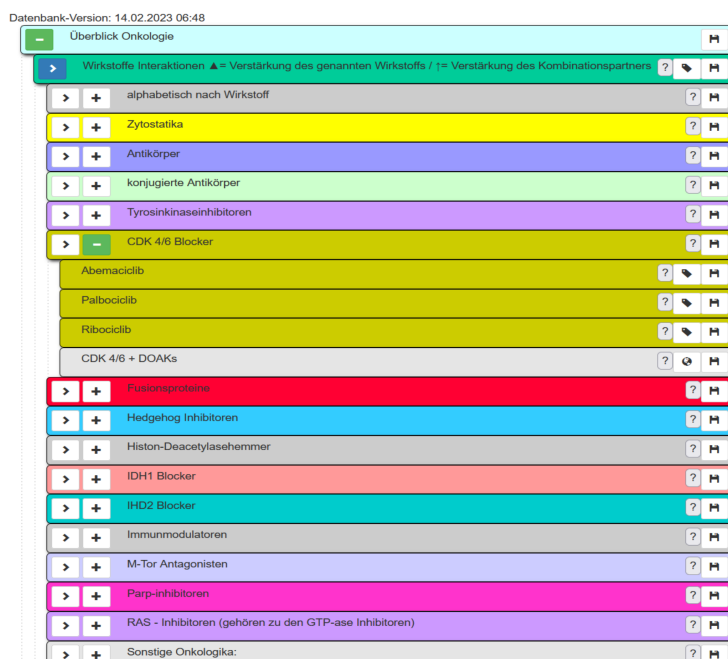 Datenbank-Version: 14.02.2023 06:48
Überblick Onkologie
Wirkstoffe Interaktionen ▲= Verstärkung des genannten Wirkstoffs / ↑= Verstärkung des Kombinationspartners ?
alphabetisch nach Wirkstoff ?
Zytostatika ?
Antikörper ?
konjugierte Antikörper ?
Tyrosinkinaseinhibitoren ?
CDK 4/6 Blocker ?
Abemaciclib ?
Palbociclib ?
Ribociclib ?
CDK 4/6 + DOAKs ?
Fusionsproteine ?
Hedgehog Inhibitoren ?
Histon-Deacetylasehemmer ?
IDH1 Blocker ?
IHD2 Blocker ?
Immunmodulatoren ?
M-Tor Antagonisten ?
Parp-inhibitoren ?
RAS - Inhibitoren (gehören zu den GTP-ase Inhibitoren) ?
Sonstige Onkologika: ?